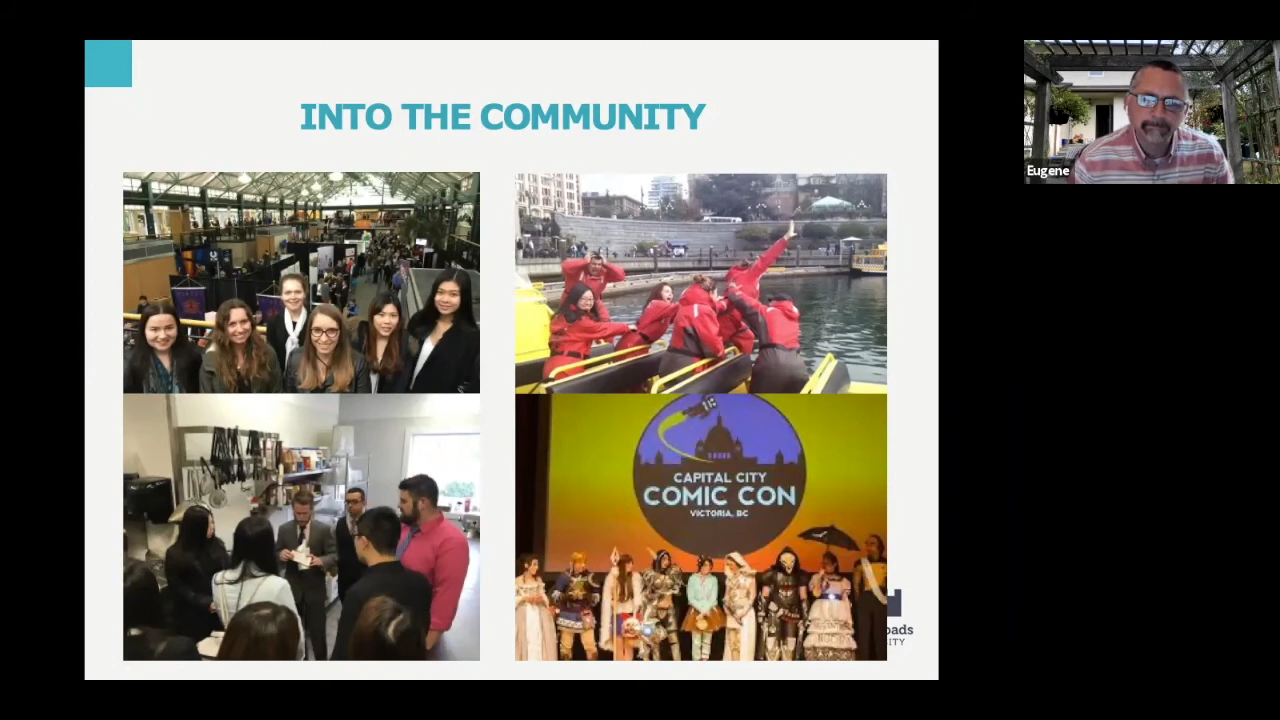 INTO THE COMMUNITY
Eugene
CAPITAL CITY
COMIC CON
VICTORIA, BC